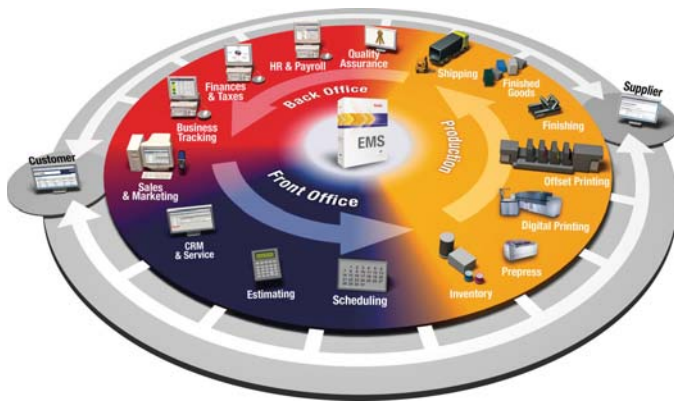 HR & Payroll
Quality
Assurance
Shipping
Finished
Goods
Finances
& Taxes
Back Office
Supplier
Finishing
Business
Tracking
EMS
Production
Customer
Sales
& Marketing
Front Office
Offset Printing
CRM
& Service
Digital Printing
Prepress
Estimating
Scheduling
Inventory